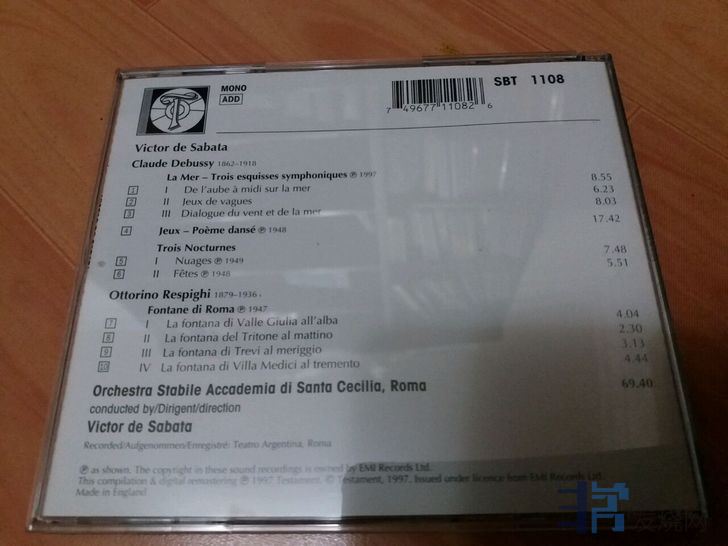 MONO
ADD
SBT 1108
7 49677 11082 6
Victor de Sabata
Claude Debussy 1862–1918
La Mer – Trois esquisses symphoniques ℗ 1997
1 I De l'aube à midi sur la mer 8.55
2 II Jeux de vagues 6.23
3 III Dialogue du vent et de la mer 8.03
4 Jeux – Poème dansé ℗ 1948 17.42
Trois Nocturnes
5 I Nuages ℗ 1949 7.48
6 II Fêtes ℗ 1948 5.51
Ottorino Respighi 1879–1936
Fontane di Roma ℗ 1947
7 I La fontana di Valle Giulia all'alba 4.04
8 II La fontana del Tritone al mattino 2.30
9 III La fontana di Trevi al meriggio 3.13
10 IV La fontana di Villa Medici al tremento 4.44
Orchestra Stabile Accademia di Santa Cecilia, Roma 69.40
conducted by/Dirigent/direction
Victor de Sabata
Recorded/Aufgenommen/Enregistré: Teatro Argentina, Roma
℗ as shown. The copyright in these sound recordings is owned by EMI Records Ltd.
This compilation & digital remastering ℗ 1997 Testament. © Testament, 1997. Issued under licence from EMI Records Ltd.
Made in England